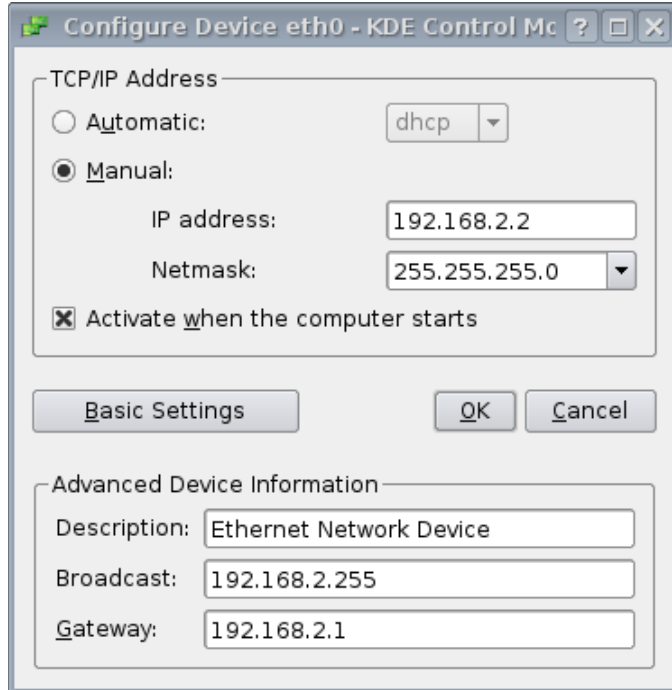 Configure Device eth0 - KDE Control Mo
TCP/IP Address
Automatic: dhcp
Manual:
IP address: 192.168.2.2
Netmask: 255.255.255.0
Activate when the computer starts
Basic Settings OK Cancel
Advanced Device Information
Description: Ethernet Network Device
Broadcast: 192.168.2.255
Gateway: 192.168.2.1